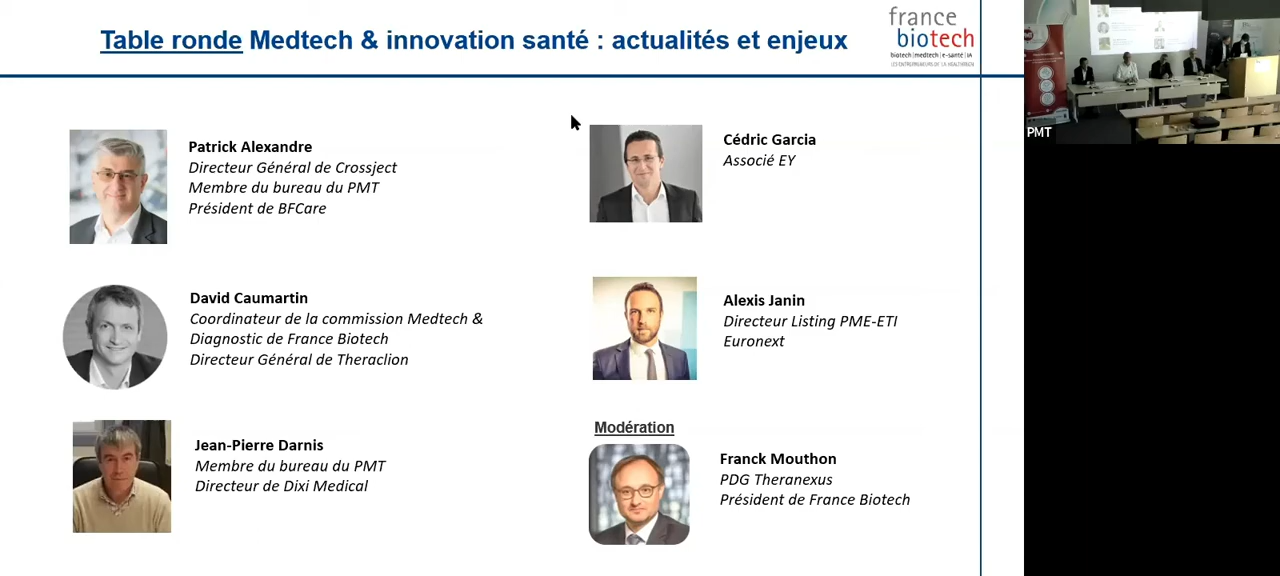 Table ronde Medtech & innovation santé : actualités et enjeux
france
biotech
biotech|medtech|e-santé|IA
LES ENTREPRENEURS DE LA HEALTHTECH
Patrick Alexandre
Directeur Général de Crossject
Membre du bureau du PMT
Président de BFCare
Cédric Garcia
Associé EY
David Caumartin
Coordinateur de la commission Medtech &
Diagnostic de France Biotech
Directeur Général de Theraclion
Alexis Janin
Directeur Listing PME-ETI
Euronext
Jean-Pierre Darnis
Membre du bureau du PMT
Directeur de Dixi Medical
Modération
Franck Mouthon
PDG Theranexus
Président de France Biotech
PMT